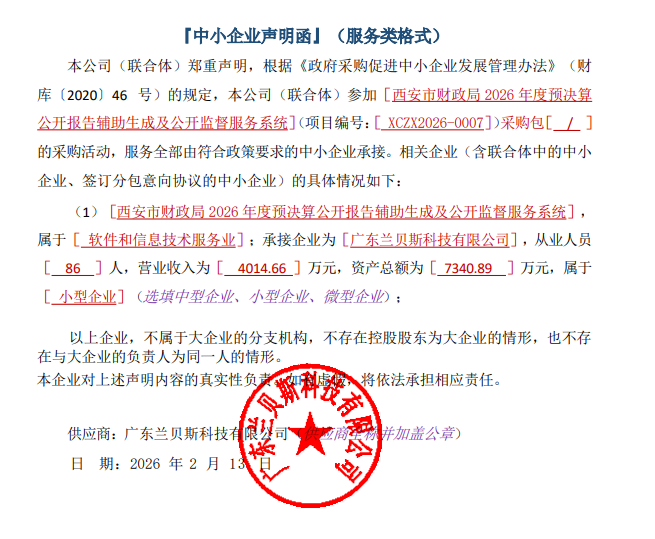 『中小企业声明函』（服务类格式）
本公司（联合体）郑重声明，根据《政府采购促进中小企业发展管理办法》（财
库〔2020〕46 号）的规定，本公司（联合体）参加［西安市财政局 2026 年度预决算
公开报告辅助生成及公开监督服务系统］(项目编号：[ XCZX2026-0007])采购包[ / ]
的采购活动，服务全部由符合政策要求的中小企业承接。相关企业（含联合体中的中小
企业、签订分包意向协议的中小企业）的具体情况如下：
（1）[西安市财政局 2026 年度预决算公开报告辅助生成及公开监督服务系统]，
属于[ 软件和信息技术服务业]；承接企业为[广东兰贝斯科技有限公司]，从业人员
[ 86 ]人，营业收入为[ 4014.66 ]万元，资产总额为[ 7340.89 ]万元，属于
[ 小型企业]（选填中型企业、小型企业、微型企业）；
以上企业，不属于大企业的分支机构，不存在控股股东为大企业的情形，也不存
在与大企业的负责人为同一人的情形。
本企业对上述声明内容的真实性负责。如有虚假，将依法承担相应责任。
供应商：广东兰贝斯科技有限公司（供应商全称并加盖公章）
日 期：2026 年 2 月 13 日
广东兰贝斯科技有限公司